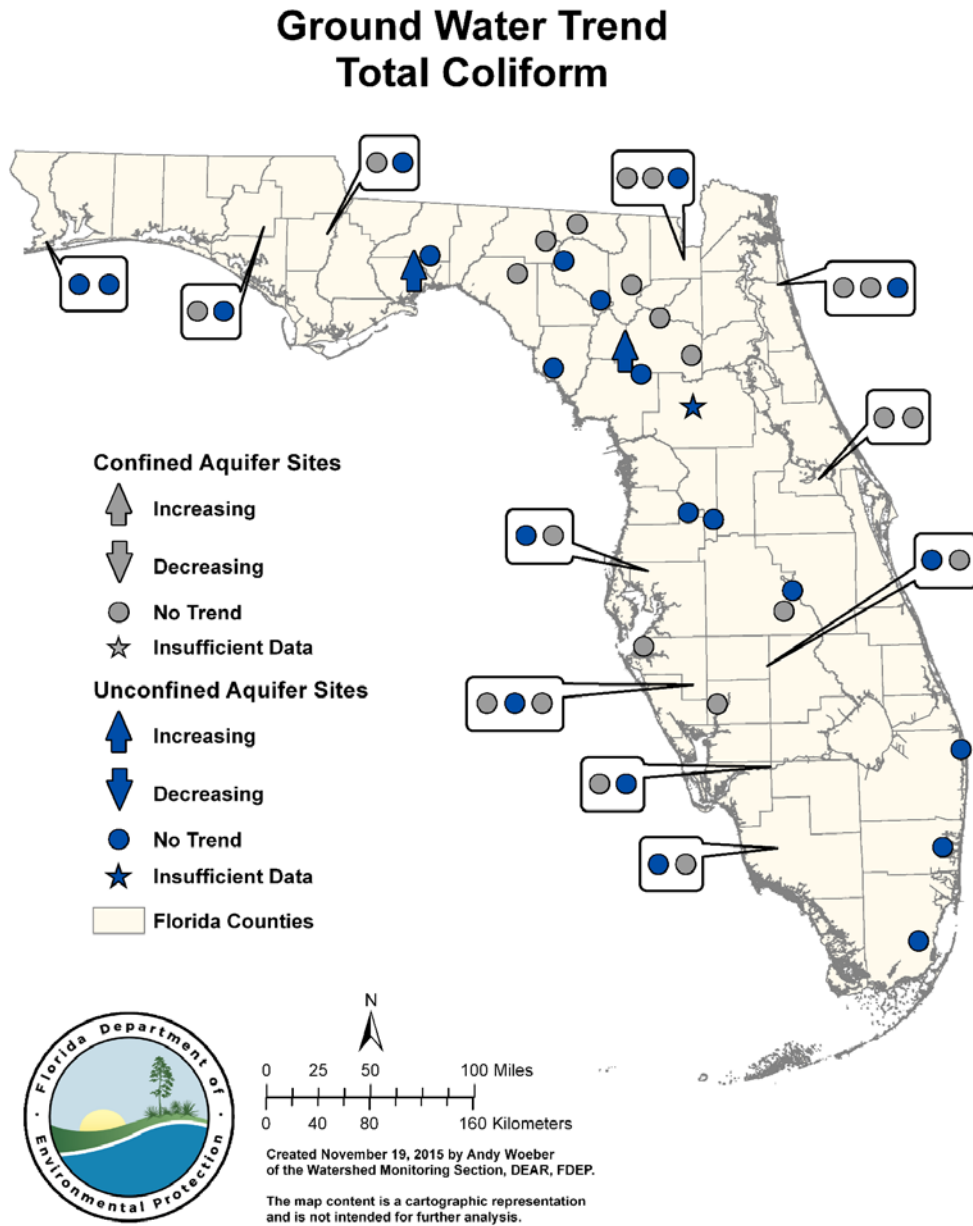 Ground Water Trend
Total Coliform
Confined Aquifer Sites
Increasing
Decreasing
No Trend
Insufficient Data
Unconfined Aquifer Sites
Increasing
Decreasing
No Trend
Insufficient Data
Florida Counties
Florida Department of
Environmental Protection
N
0 25 50 100 Miles
0 40 80 160 Kilometers
Created November 19, 2015 by Andy Woeber
of the Watershed Monitoring Section, DEAR, FDEP.
The map content is a cartographic representation
and is not intended for further analysis.